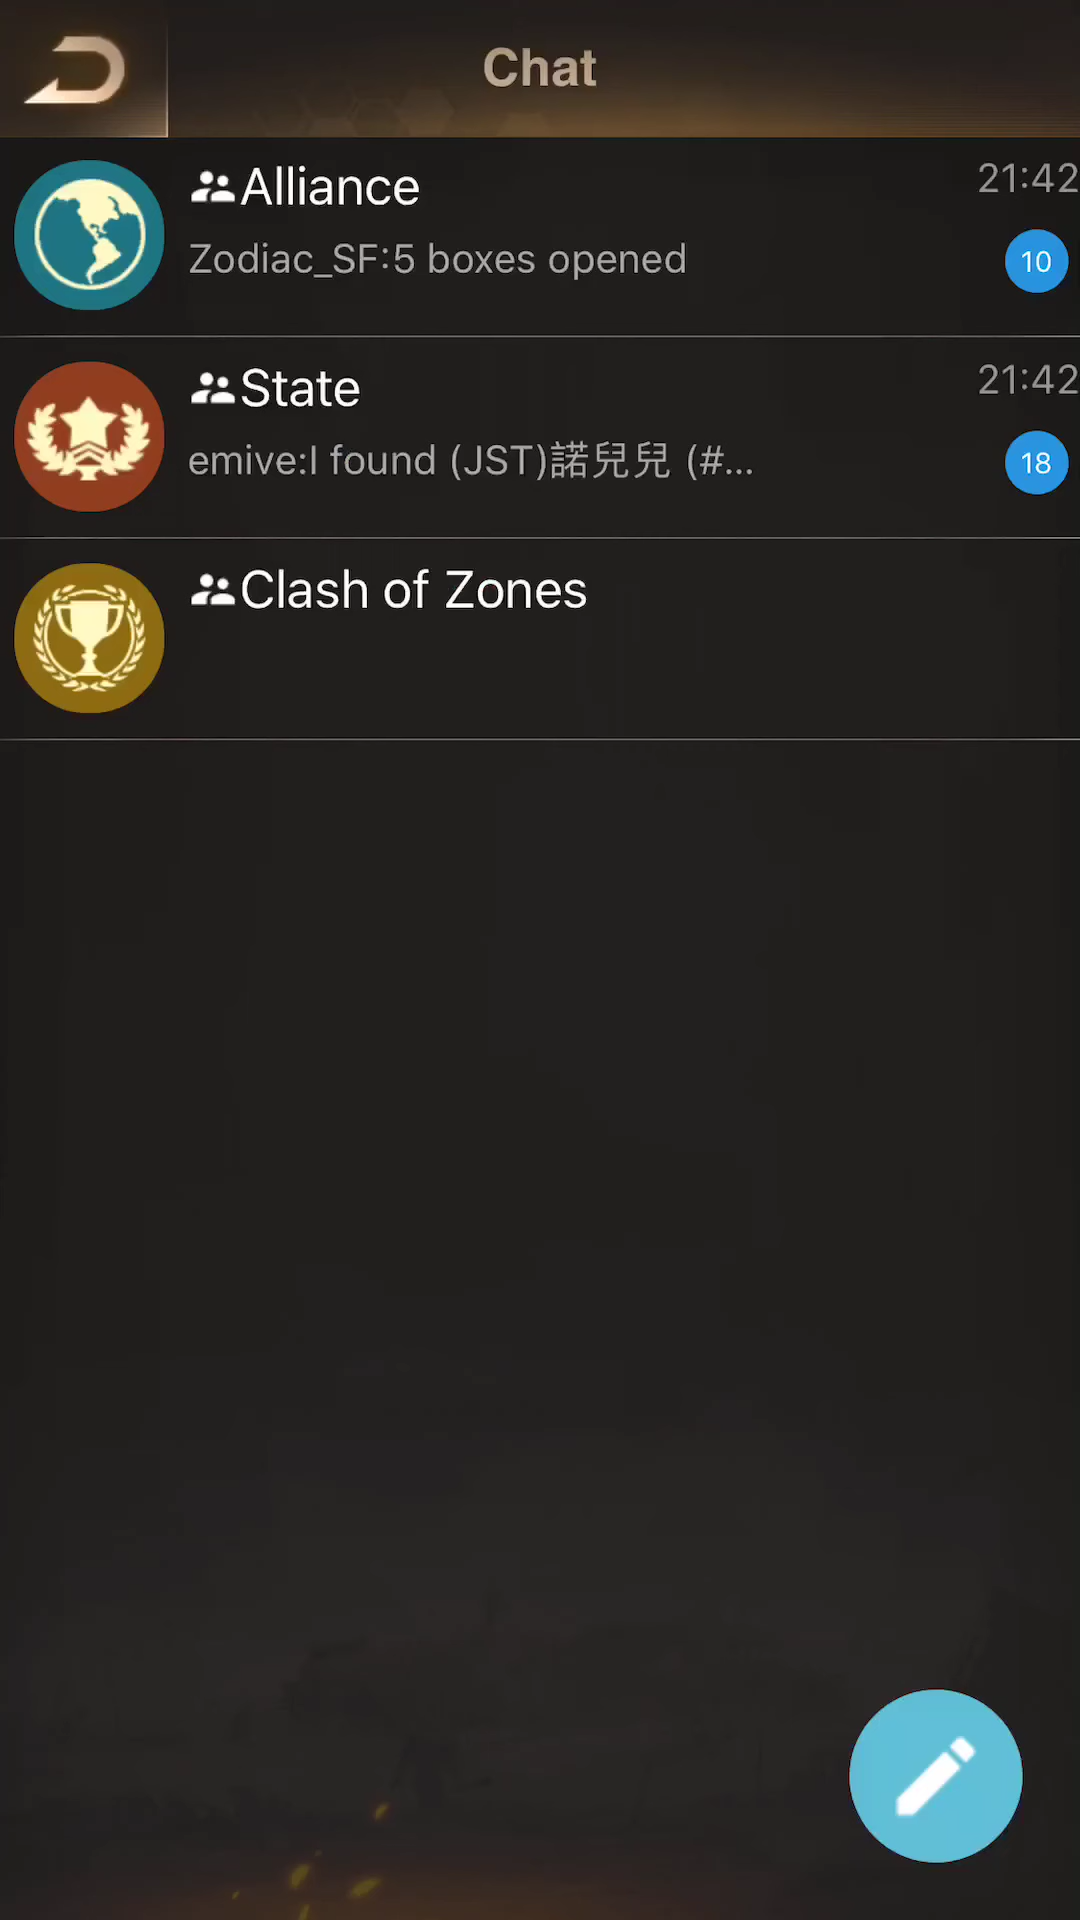 Chat
Alliance
21:42
Zodiac_SF:5 boxes opened
10
State
21:42
emive:I found (JST)諾兒兒 (#...
18
Clash of Zones